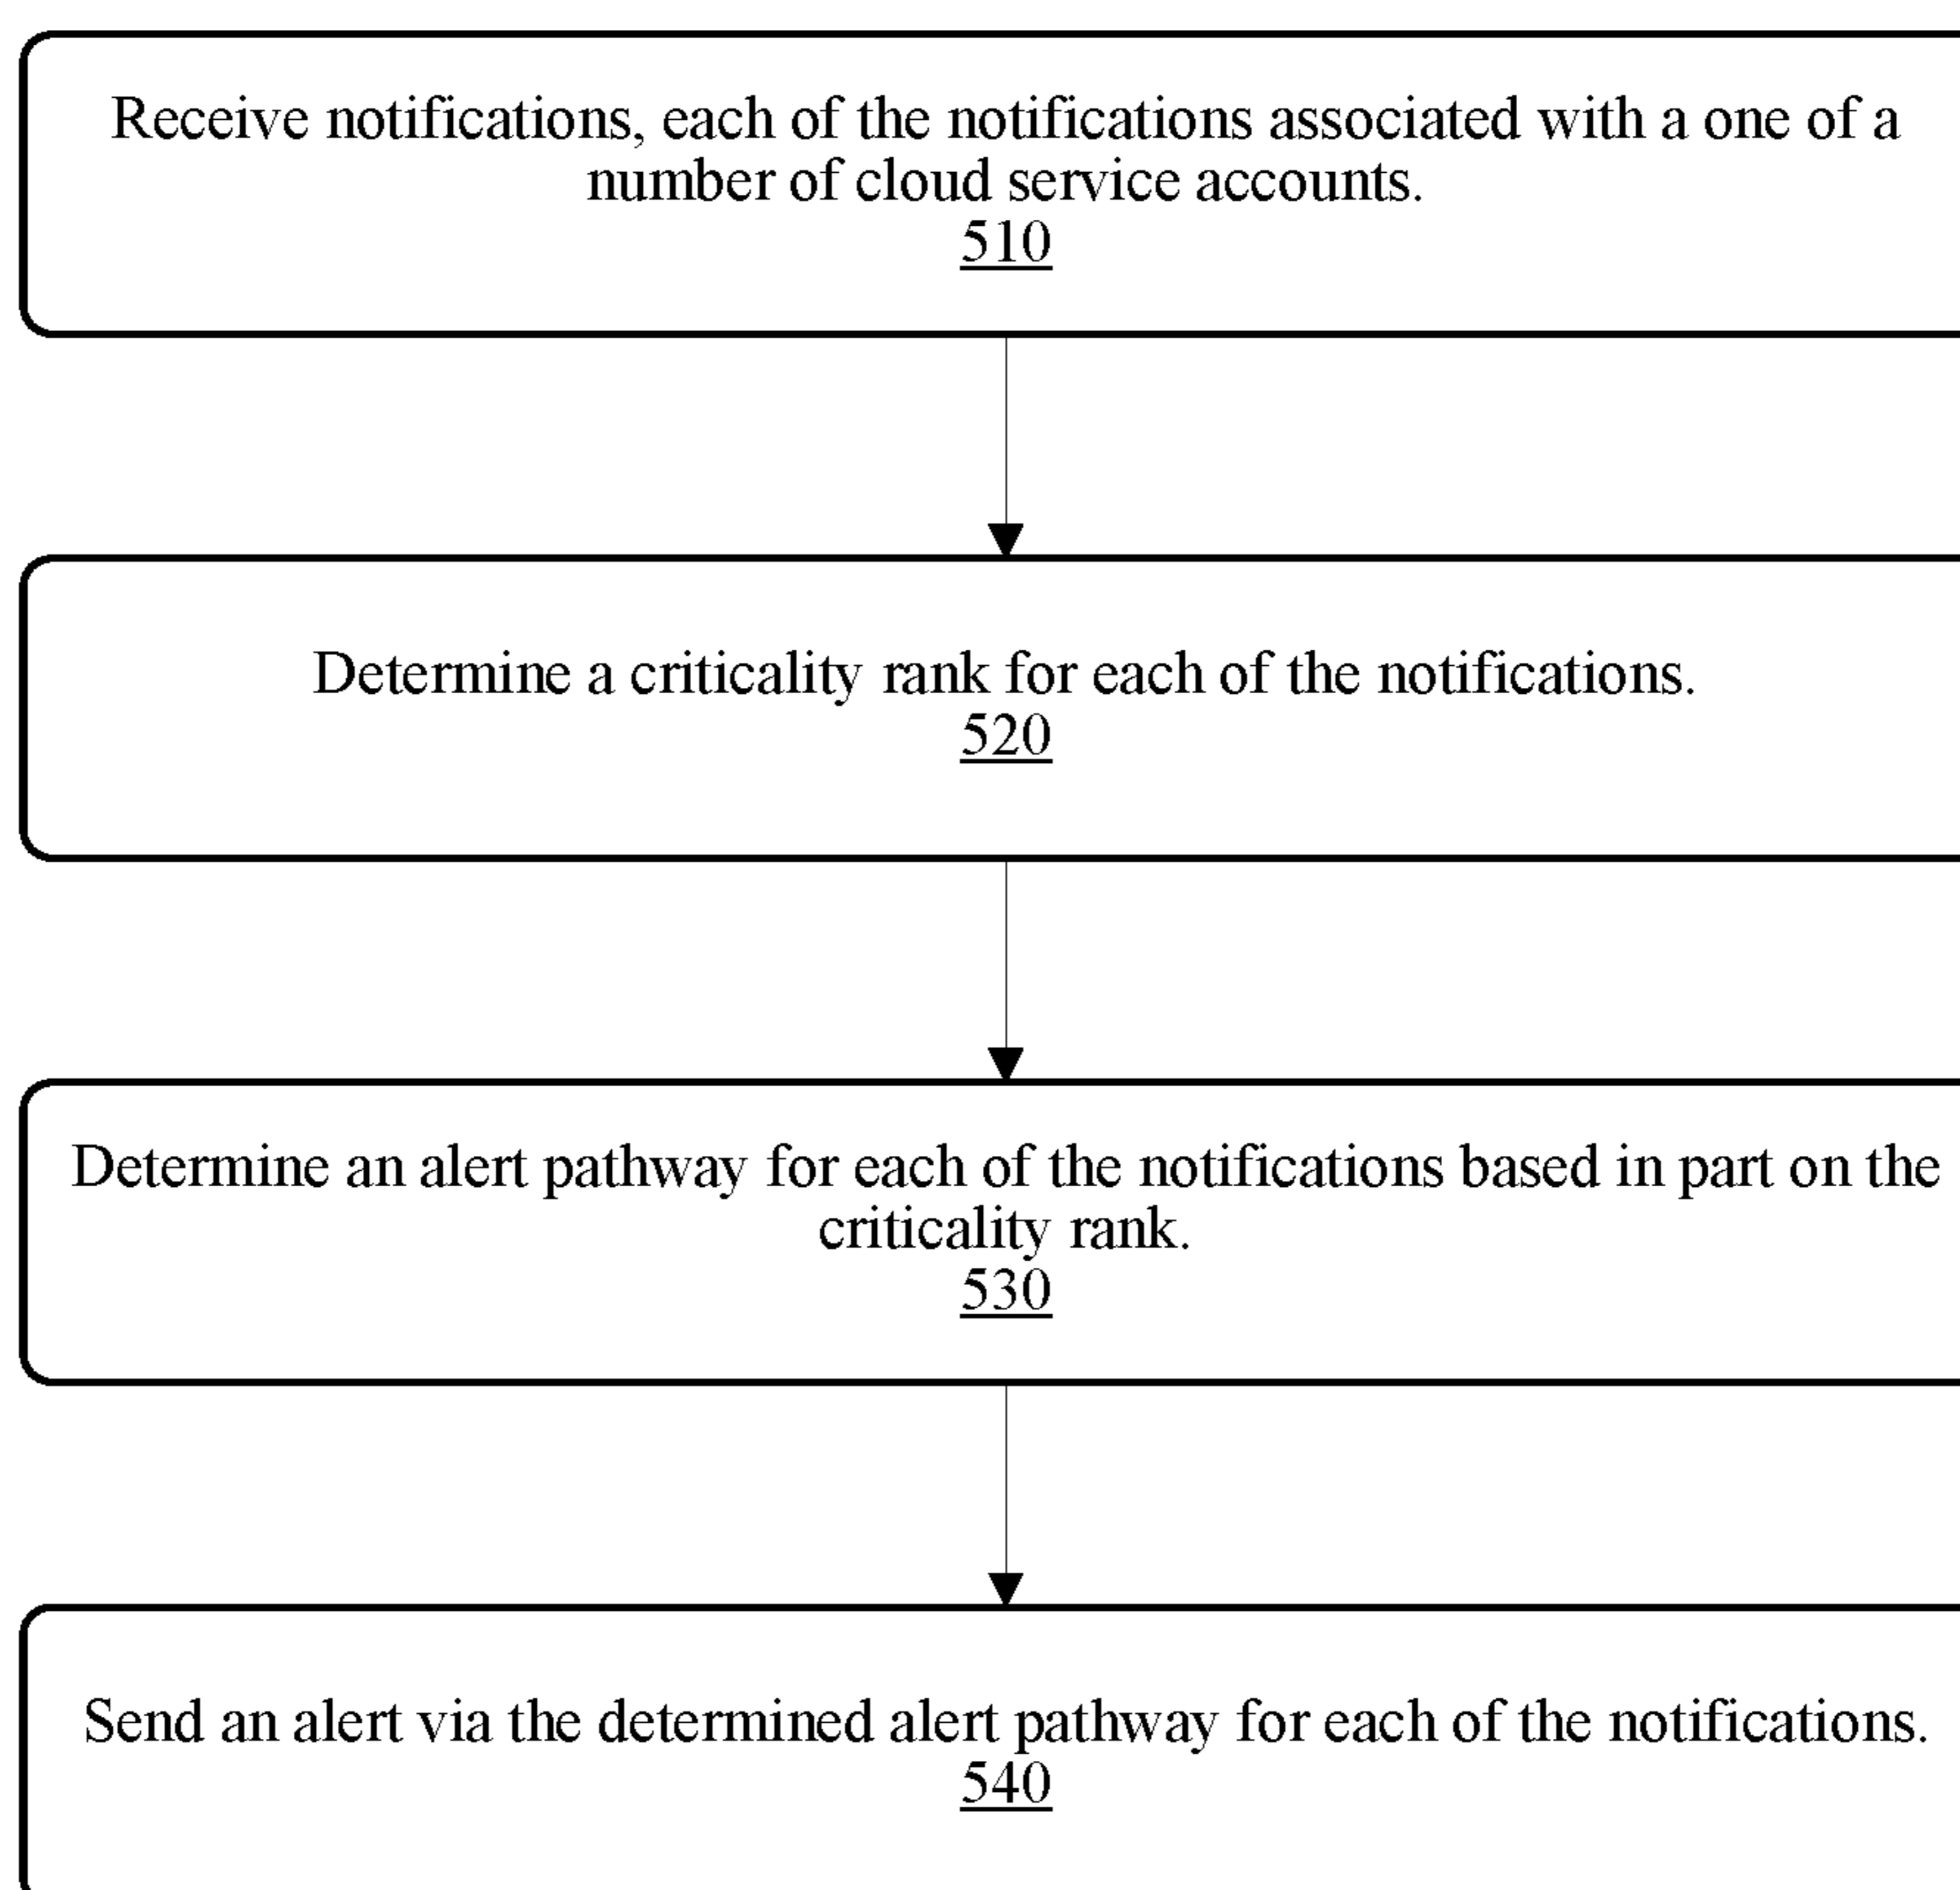 Receive notifications, each of the notifications associated with a one of a
number of cloud service accounts.
510
Determine a criticality rank for each of the notifications.
520
Determine an alert pathway for each of the notifications based in part on the
criticality rank.
530
Send an alert via the determined alert pathway for each of the notifications.
540